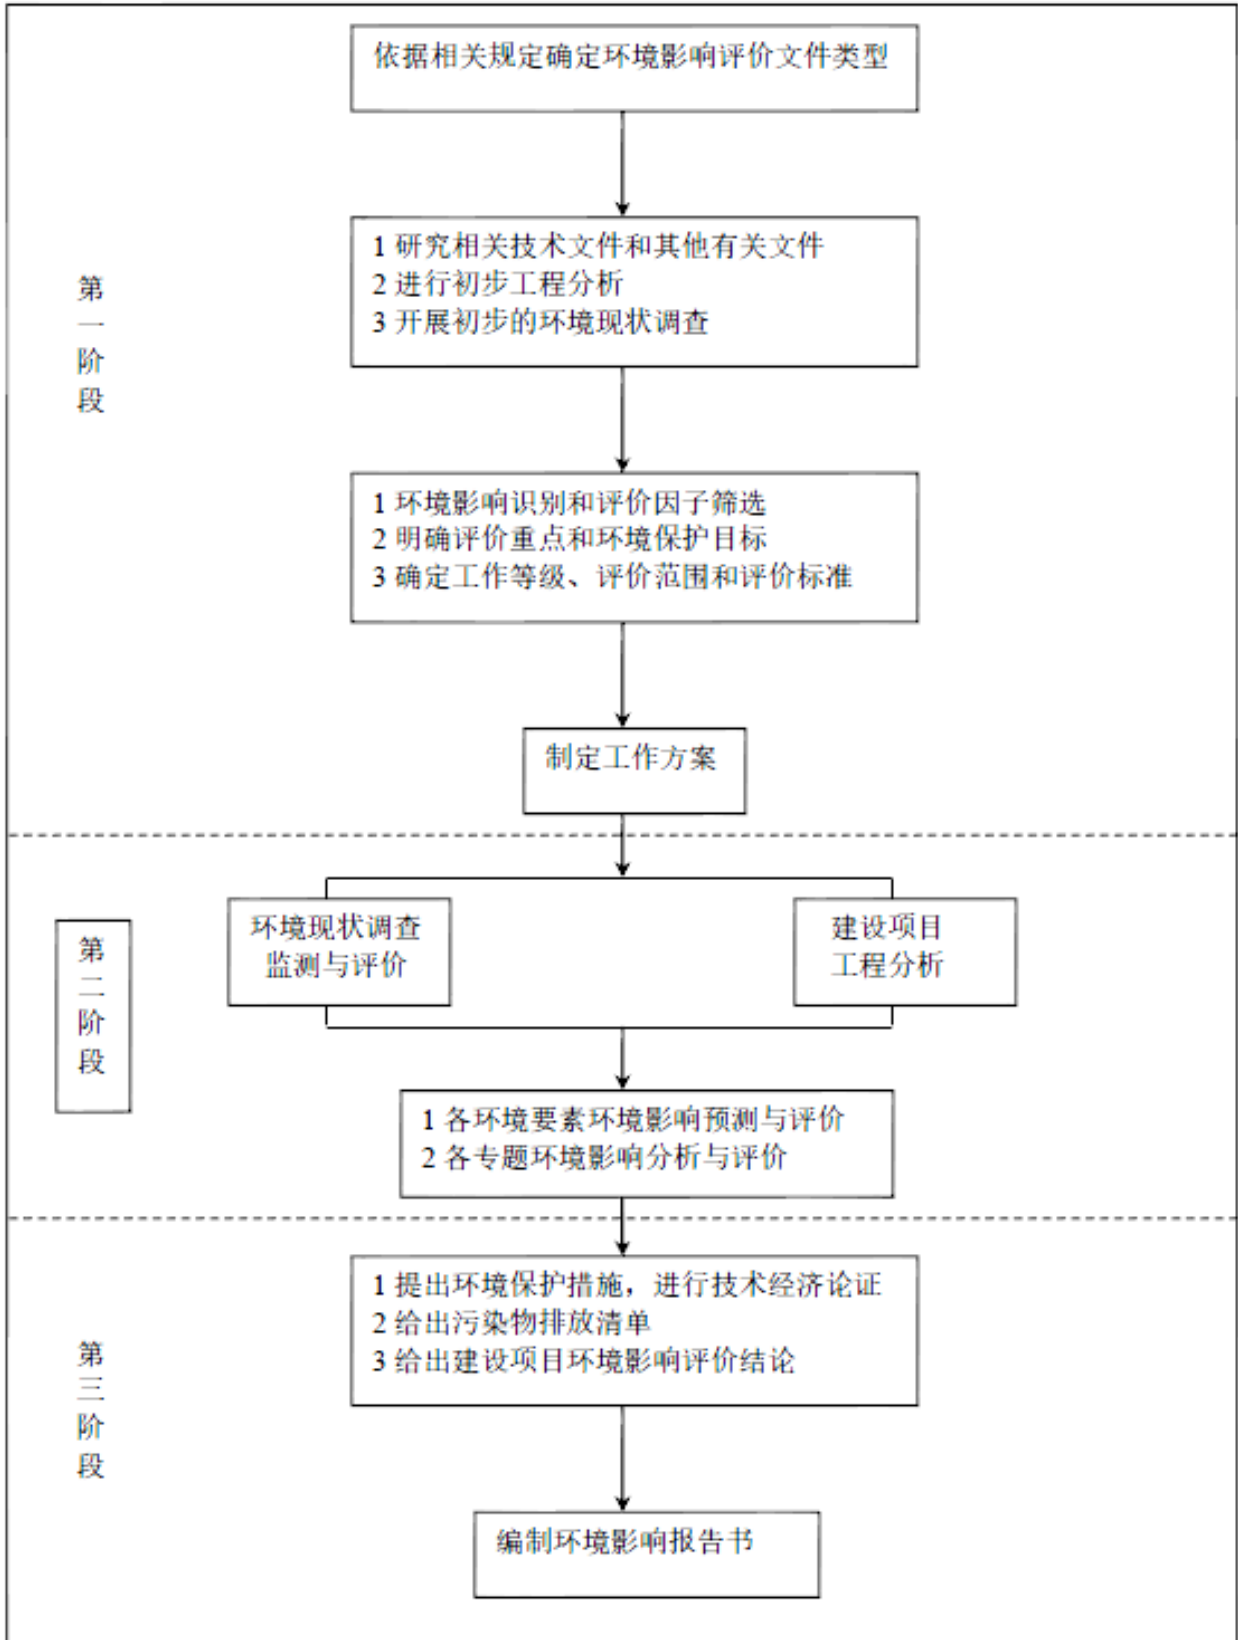 依据相关规定确定环境影响评价文件类型
1 研究相关技术文件和其他有关文件
2 进行初步工程分析
3 开展初步的环境现状调查
第一阶段
1 环境影响识别和评价因子筛选
2 明确评价重点和环境保护目标
3 确定工作等级、评价范围和评价标准
制定工作方案
第二阶段
环境现状调查
监测与评价
建设项目
工程分析
1 各环境要素环境影响预测与评价
2 各专题环境影响分析与评价
第三阶段
1 提出环境保护措施，进行技术经济论证
2 给出污染物排放清单
3 给出建设项目环境影响评价结论
编制环境影响报告书